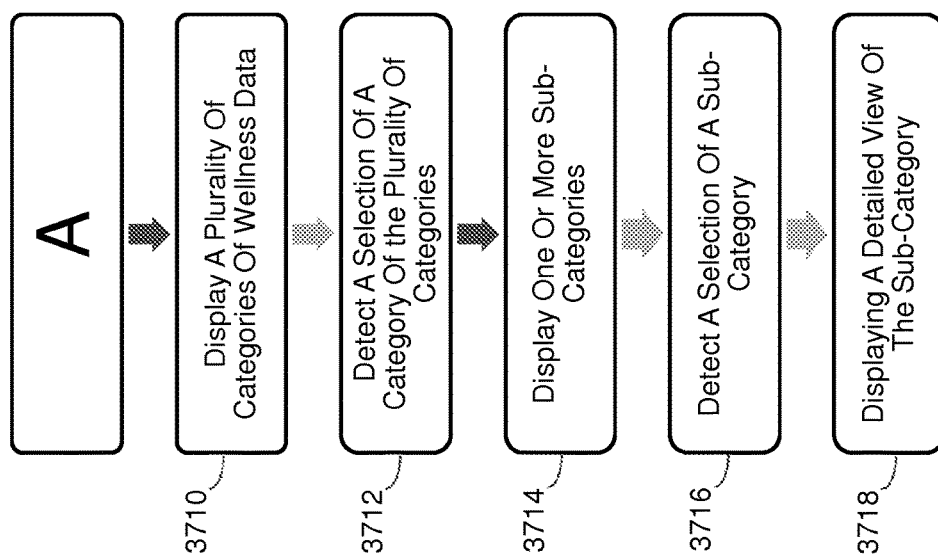 A
Display A Plurality Of
Categories Of Wellness Data
3710
Detect A Selection Of A
Category Of the Plurality Of
Categories
3712
Display One Or More Sub-
Categories
3714
Detect A Selection Of A Sub-
Category
3716
Displaying A Detailed View Of
The Sub-Category
3718